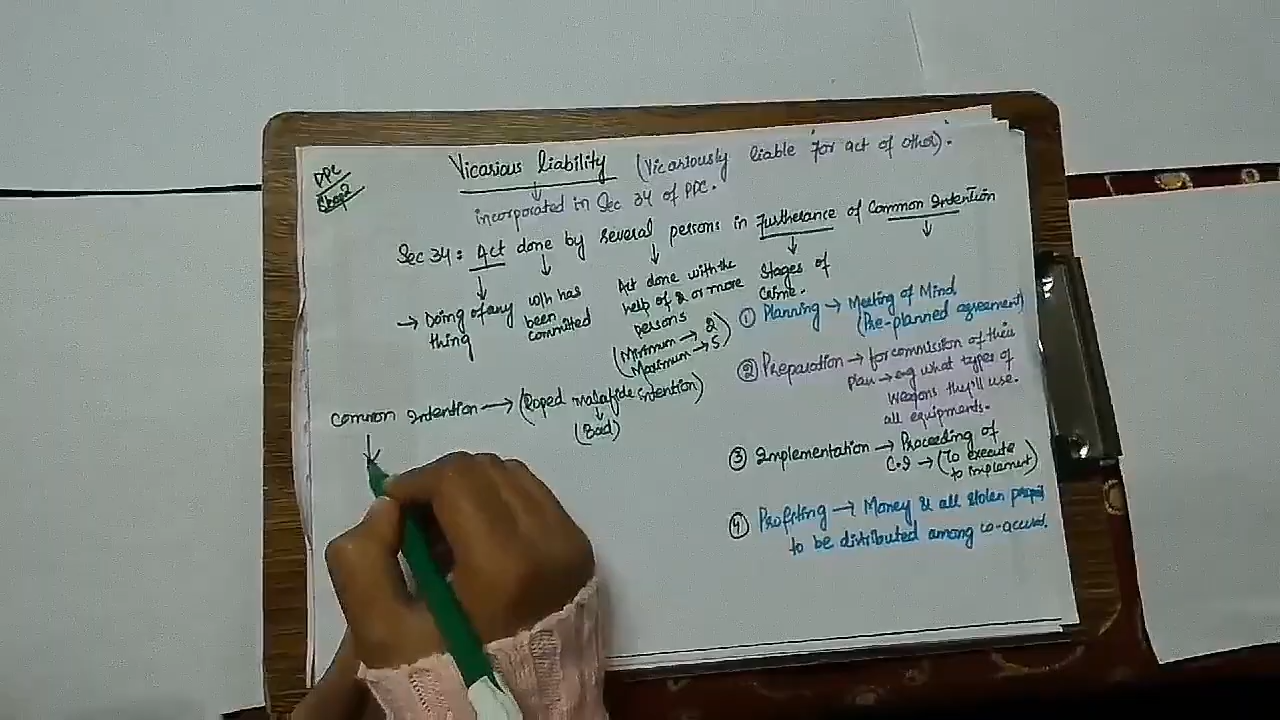 PPC
Chap 2
Vicarious liability (Vicariously liable for act of other).
incorporated in Sec 34 of PPC.
Sec 34: Act done by several persons in furtherance of Common Intention
→ Doing of any thing
w/h has been committed
Act done with the help of 2 or more persons
(Minimum → 2
Maximum → 5)
Stages of Crime.
① Planning → Meeting of Mind
(Pre-planned agreement)
② Preparation → for commission of their
plan → eg what types of
weapons they'll use.
all equipments.
③ Implementation → Proceeding of
C.I → (To execute
to implement)
④ Profiting → Money & all stolen
to be distributed among co-accused.
Common Intention → (Roped malafide intention)
(Bad)